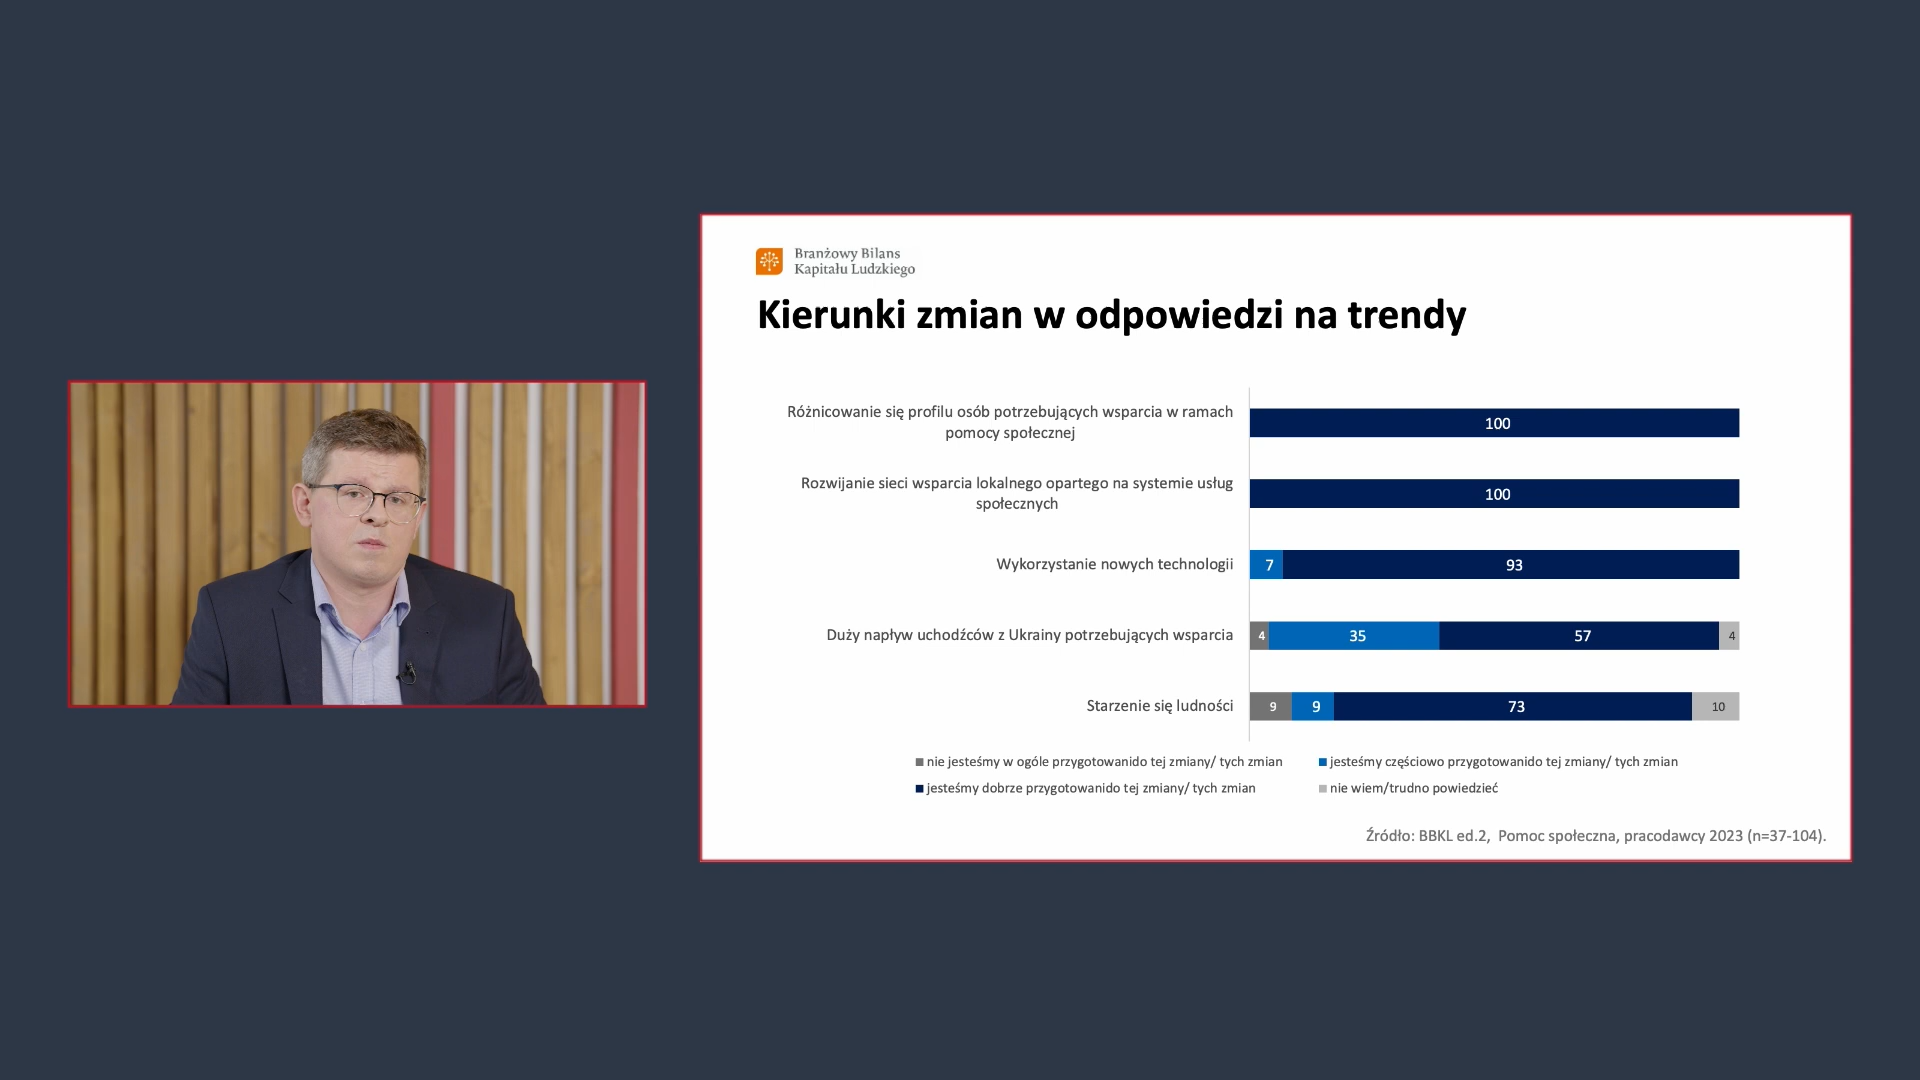 Branżowy Bilans
Kapitału Ludzkiego
Kierunki zmian w odpowiedzi na trendy
Różnicowanie się profilu osób potrzebujących wsparcia w ramach
pomocy społecznej
100
Rozwijanie sieci wsparcia lokalnego opartego na systemie usług
społecznych
100
Wykorzystanie nowych technologii
7 93
Duży napływ uchodźców z Ukrainy potrzebujących wsparcia
4 35 57 4
Starzenie się ludności
9 9 73 10
nie jesteśmy w ogóle przygotowanido tej zmiany/ tych zmian
jesteśmy częściowo przygotowanido tej zmiany/ tych zmian
jesteśmy dobrze przygotowanido tej zmiany/ tych zmian
nie wiem/trudno powiedzieć
Źródło: BBKL ed.2, Pomoc społeczna, pracodawcy 2023 (n=37-104).